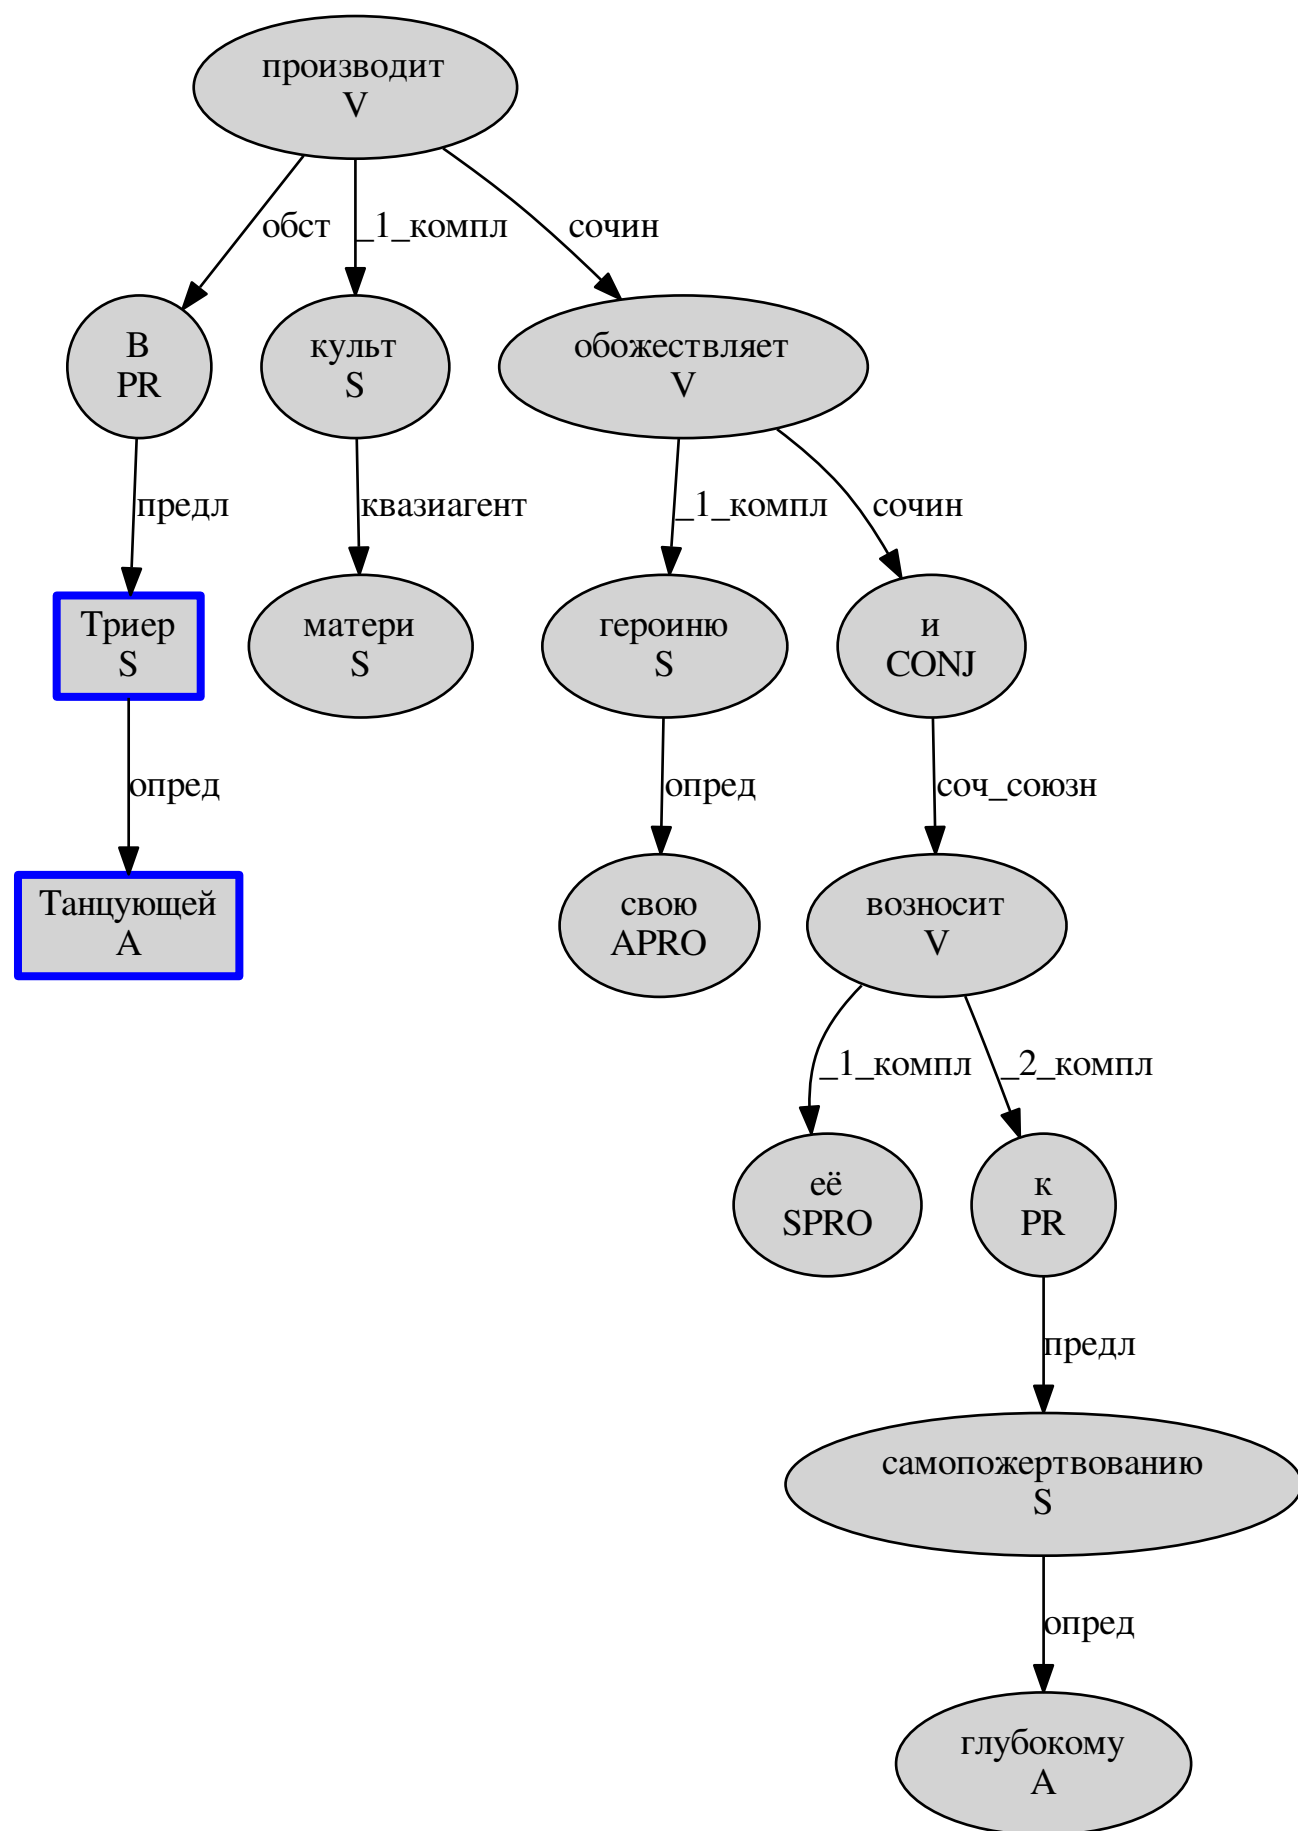 производит
V
обст
_1_компл
сочин
В
PR
культ
S
обожествляет
V
предл
квазиагент
_1_компл
сочин
Триер
S
матери
S
героиню
S
и
CONJ
опред
опред
соч_союзн
Танцующей
A
свою
APRO
возносит
V
_1_компл
_2_компл
её
SPRO
к
PR
предл
самопожертвованию
S
опред
глубокому
A